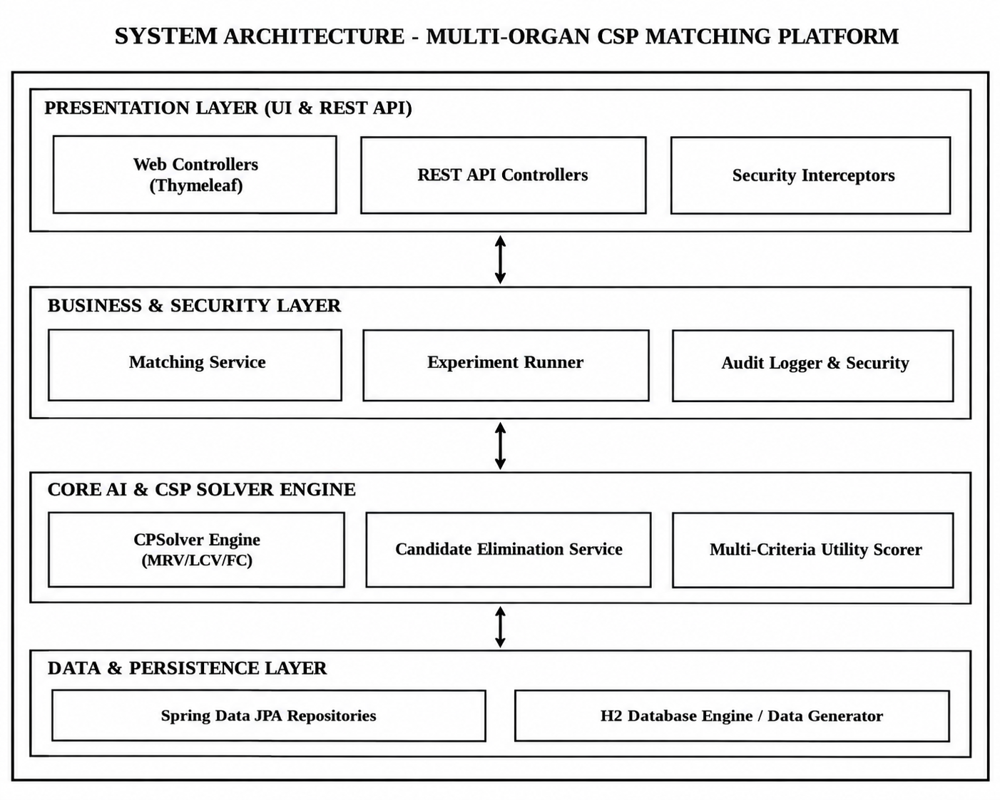 SYSTEM ARCHITECTURE - MULTI-ORGAN CSP MATCHING PLATFORM
PRESENTATION LAYER (UI & REST API)
Web Controllers
(Thymeleaf)
REST API Controllers
Security Interceptors
BUSINESS & SECURITY LAYER
Matching Service
Experiment Runner
Audit Logger & Security
CORE AI & CSP SOLVER ENGINE
CPSolver Engine
(MRV/LCV/FC)
Candidate Elimination Service
Multi-Criteria Utility Scorer
DATA & PERSISTENCE LAYER
Spring Data JPA Repositories
H2 Database Engine / Data Generator